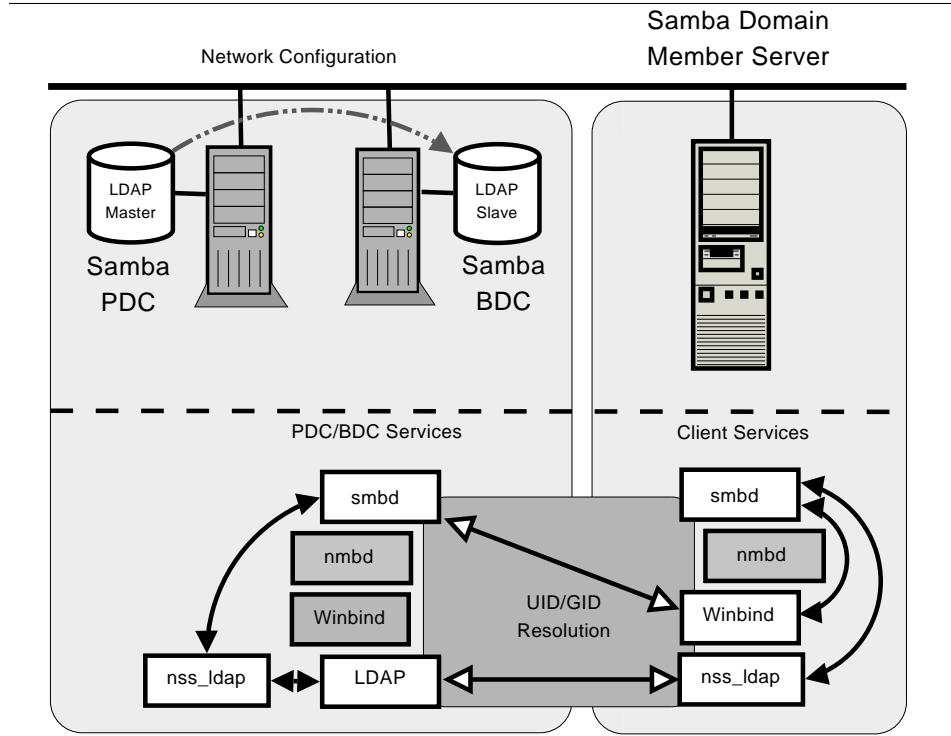 Samba Domain
Member Server
Network Configuration
LDAP
Master
LDAP
Slave
Samba
PDC
Samba
BDC
PDC/BDC Services
Client Services
smbd
nmbd
Winbind
nss_ldap
LDAP
UID/GID
Resolution
smbd
nmbd
Winbind
nss_ldap